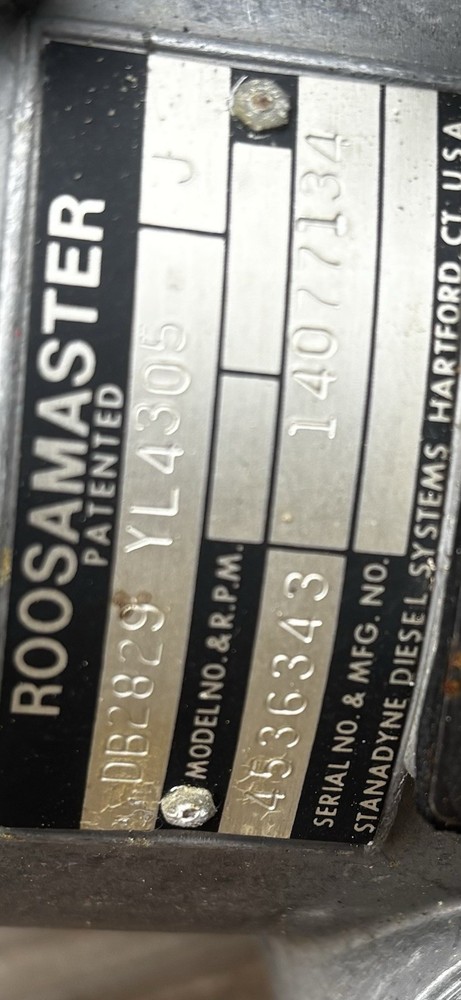 ROOSAMASTER
PATENTED
DB2829 YL4305 J
MODEL NO. & R.P.M.
4536343 14077134
SERIAL NO. & MFG. NO.
STANADYNE DIESEL SYSTEMS HARTFORD, CT. U.S.A